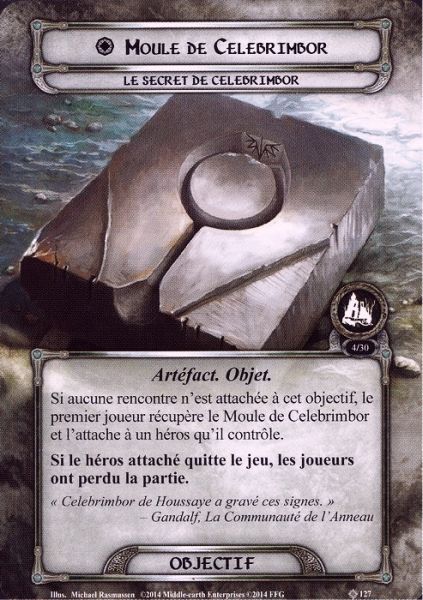 Moule de Celebrimbor
Le Secret de Celebrimbor
4/30
Artéfact. Objet.
Si aucune rencontre n'est attachée à cet objectif, le
premier joueur récupère le Moule de Celebrimbor
et l'attache à un héros qu'il contrôle.
Si le héros attaché quitte le jeu, les joueurs
ont perdu la partie.
« Celebrimbor de Houssaye a gravé ces signes. »
– Gandalf, La Communauté de l'Anneau
Objectif
Illus. Michael Rasmussen ©2014 Middle-earth Enterprises ©2014 FFG 127